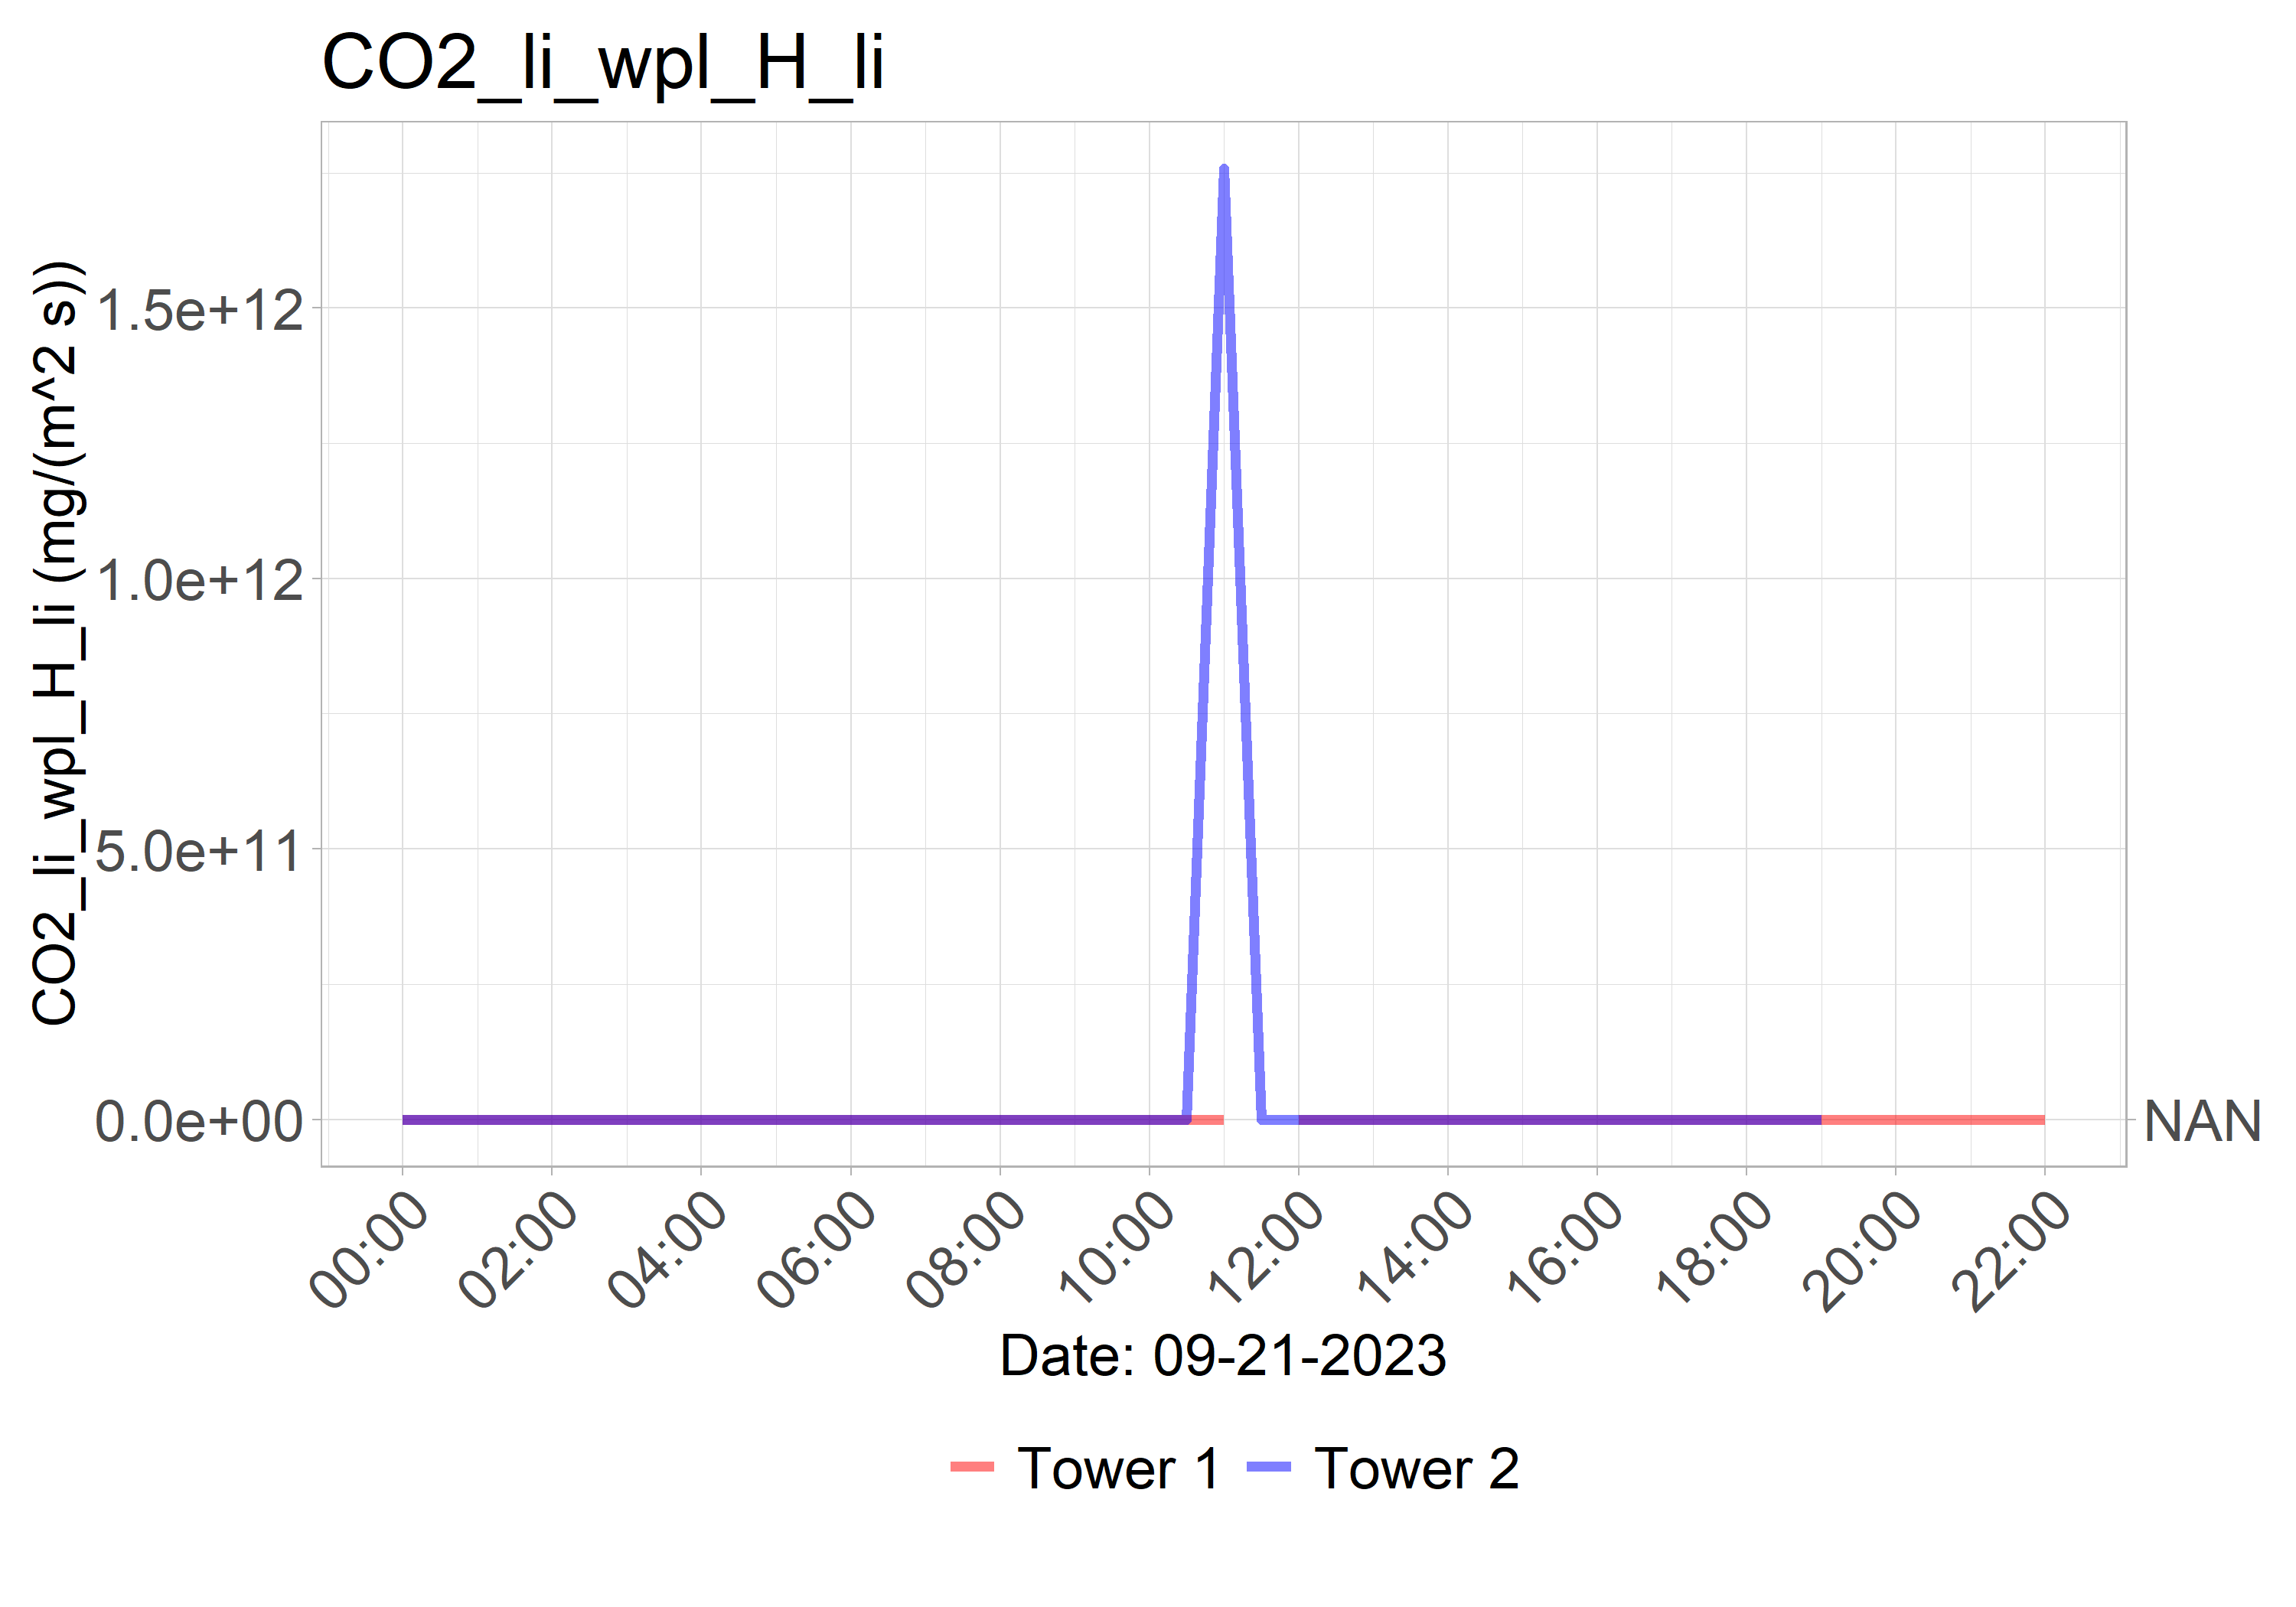 CO2_li_wpl_H_li
CO2_li_wpl_H_li (mg/(m^2 s))
1.5e+12
1.0e+12
5.0e+11
0.0e+00
NAN
00:00
02:00
04:00
06:00
08:00
10:00
12:00
14:00
16:00
18:00
20:00
22:00
Date: 09-21-2023
Tower 1
Tower 2